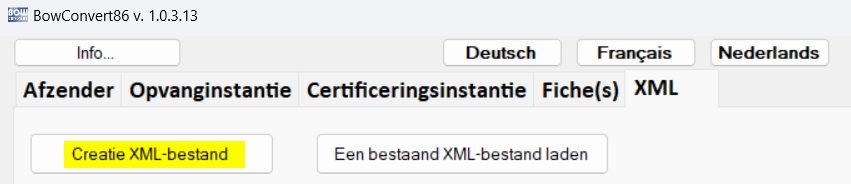 BOW BowConvert86 v. 1.0.3.13
Info... Deutsch Français Nederlands
Afzender Opvanginstantie Certificeringsinstantie Fiche(s) XML
Creatie XML-bestand Een bestaand XML-bestand laden